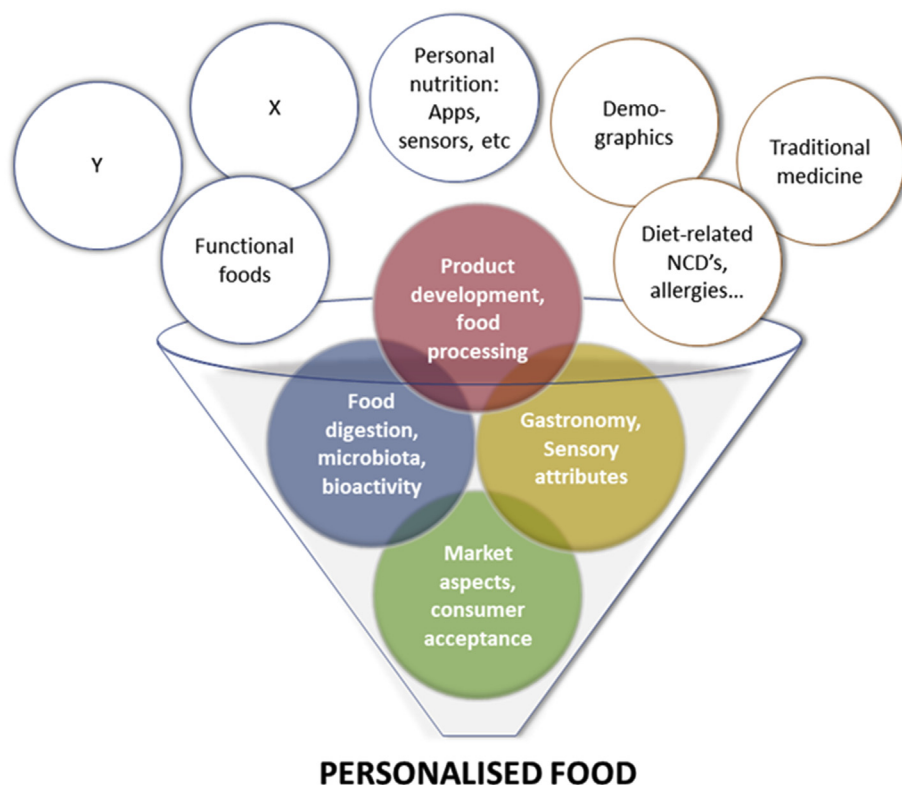 Y
X
Personal
nutrition:
Apps,
sensors, etc
Demo-
graphics
Traditional
medicine
Functional
foods
Diet-related
NCD's,
allergies...
Product
development,
food
processing
Food
digestion,
microbiota,
bioactivity
Gastronomy,
Sensory
attributes
Market
aspects,
consumer
acceptance
PERSONALISED FOOD